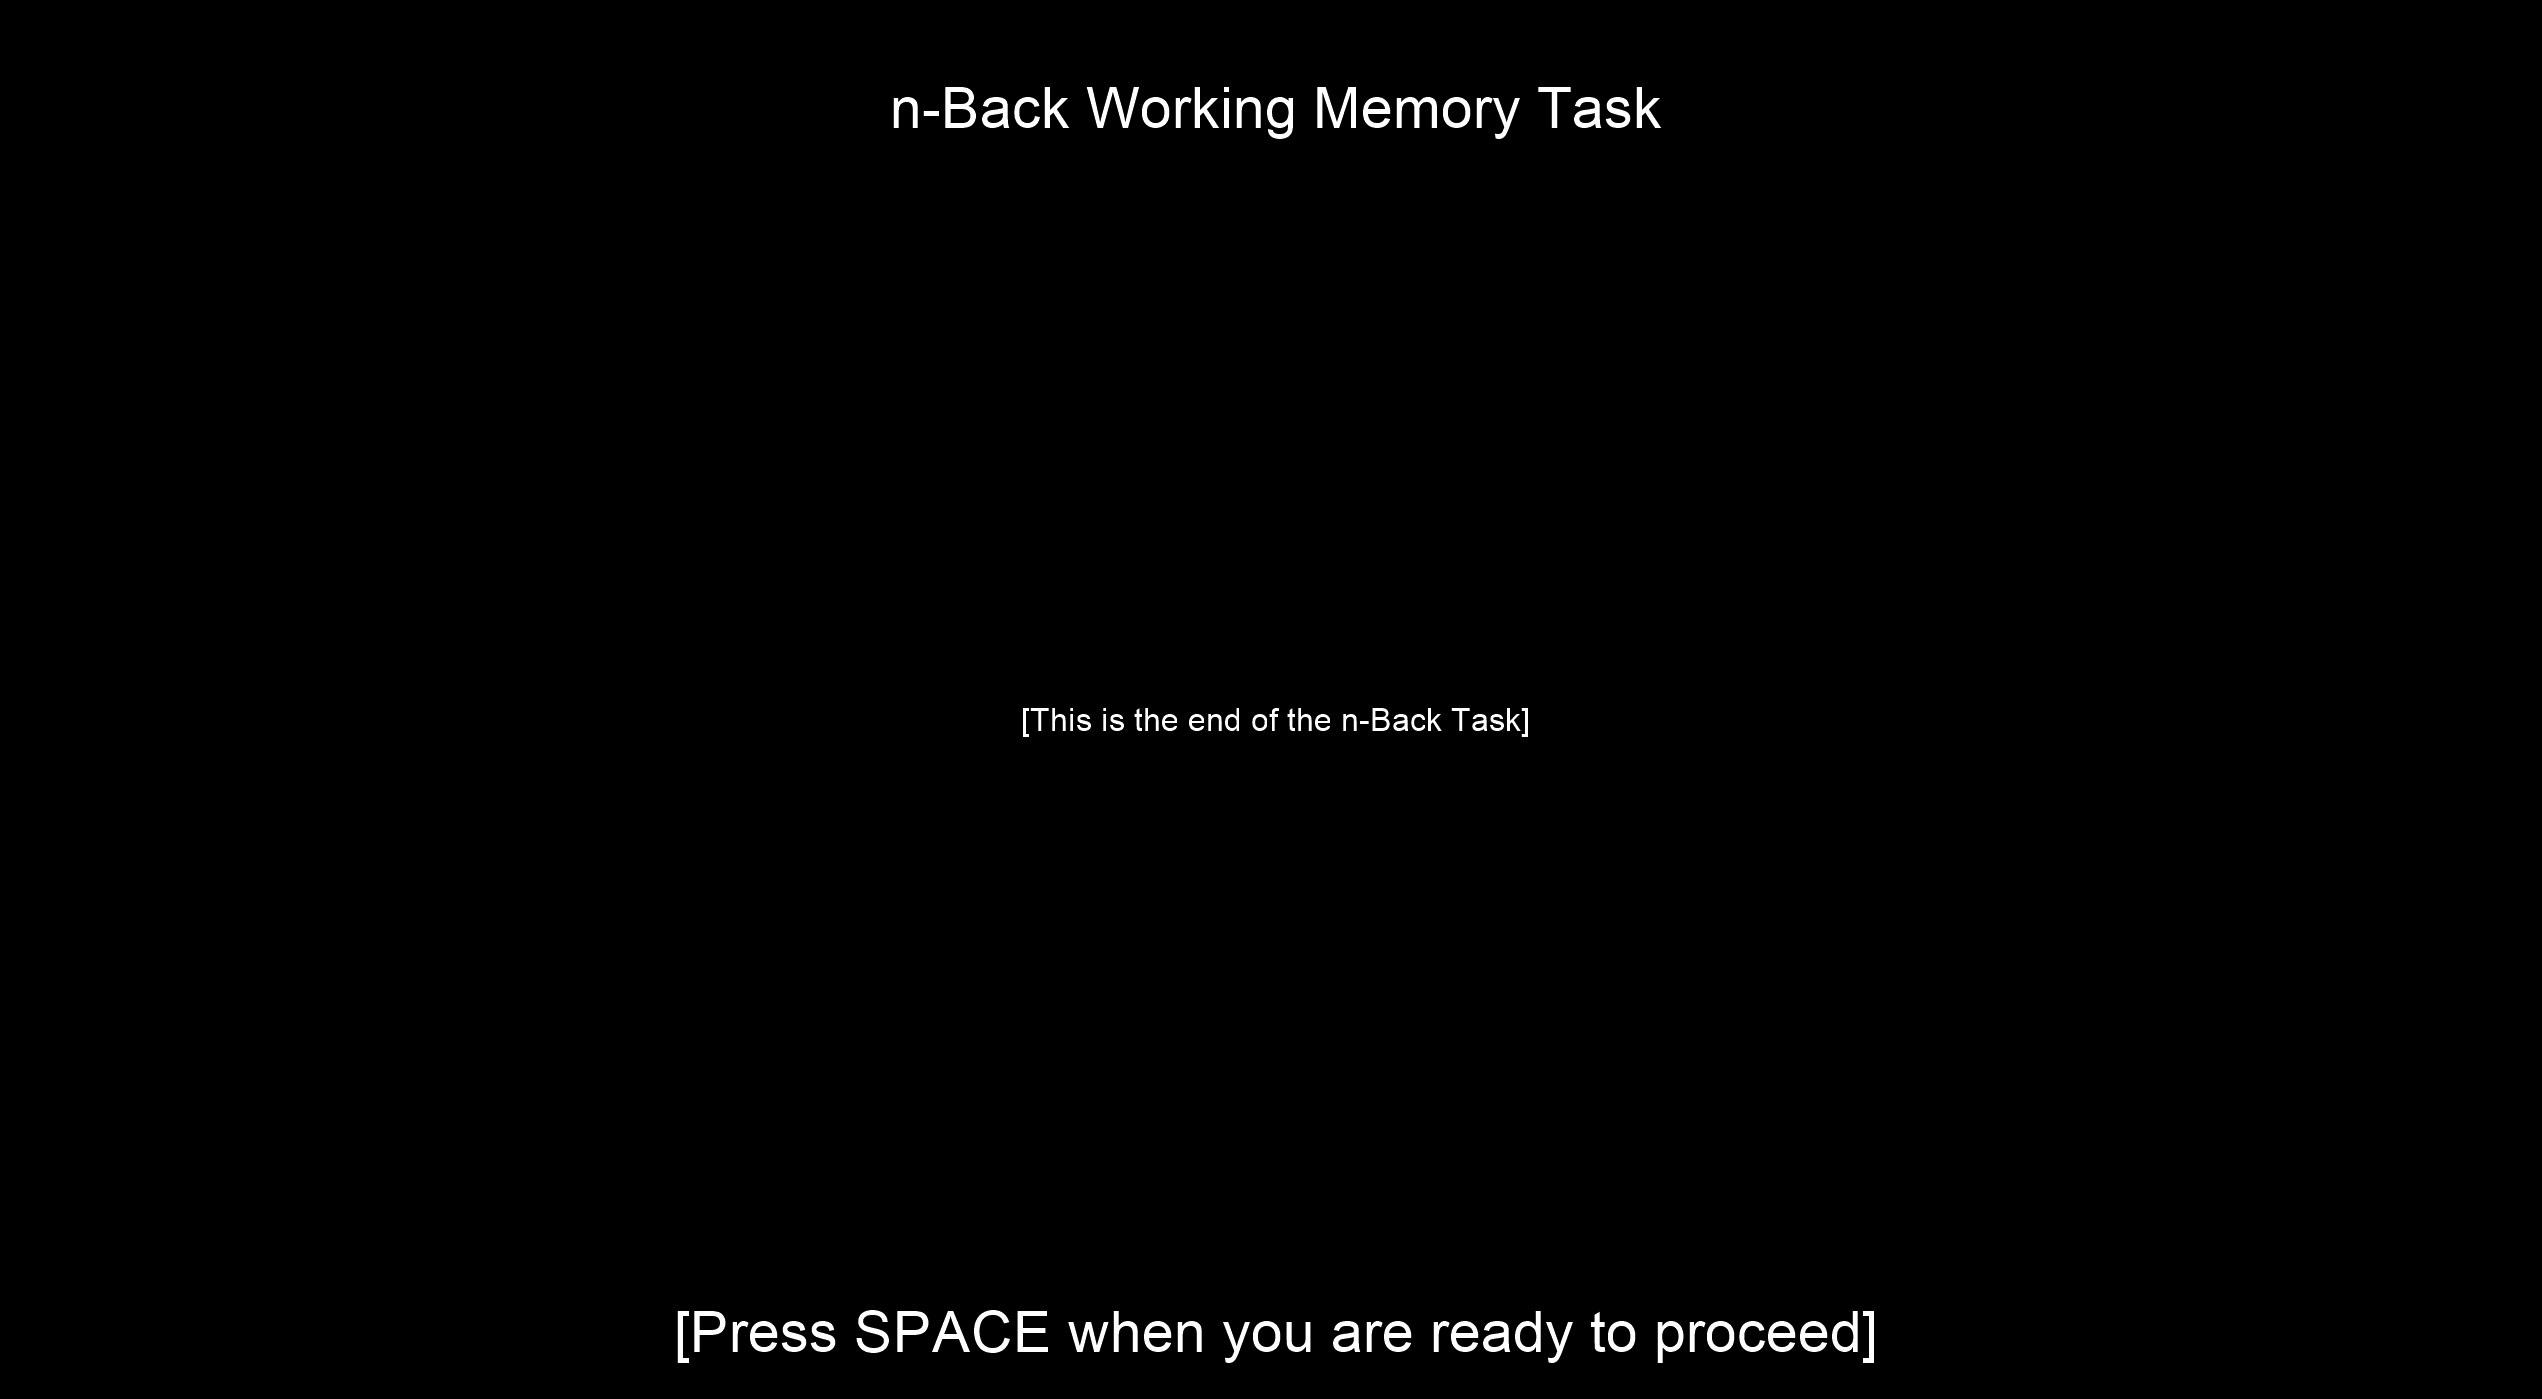 n-Back Working Memory Task
[This is the end of the n-Back Task]
[Press SPACE when you are ready to proceed]